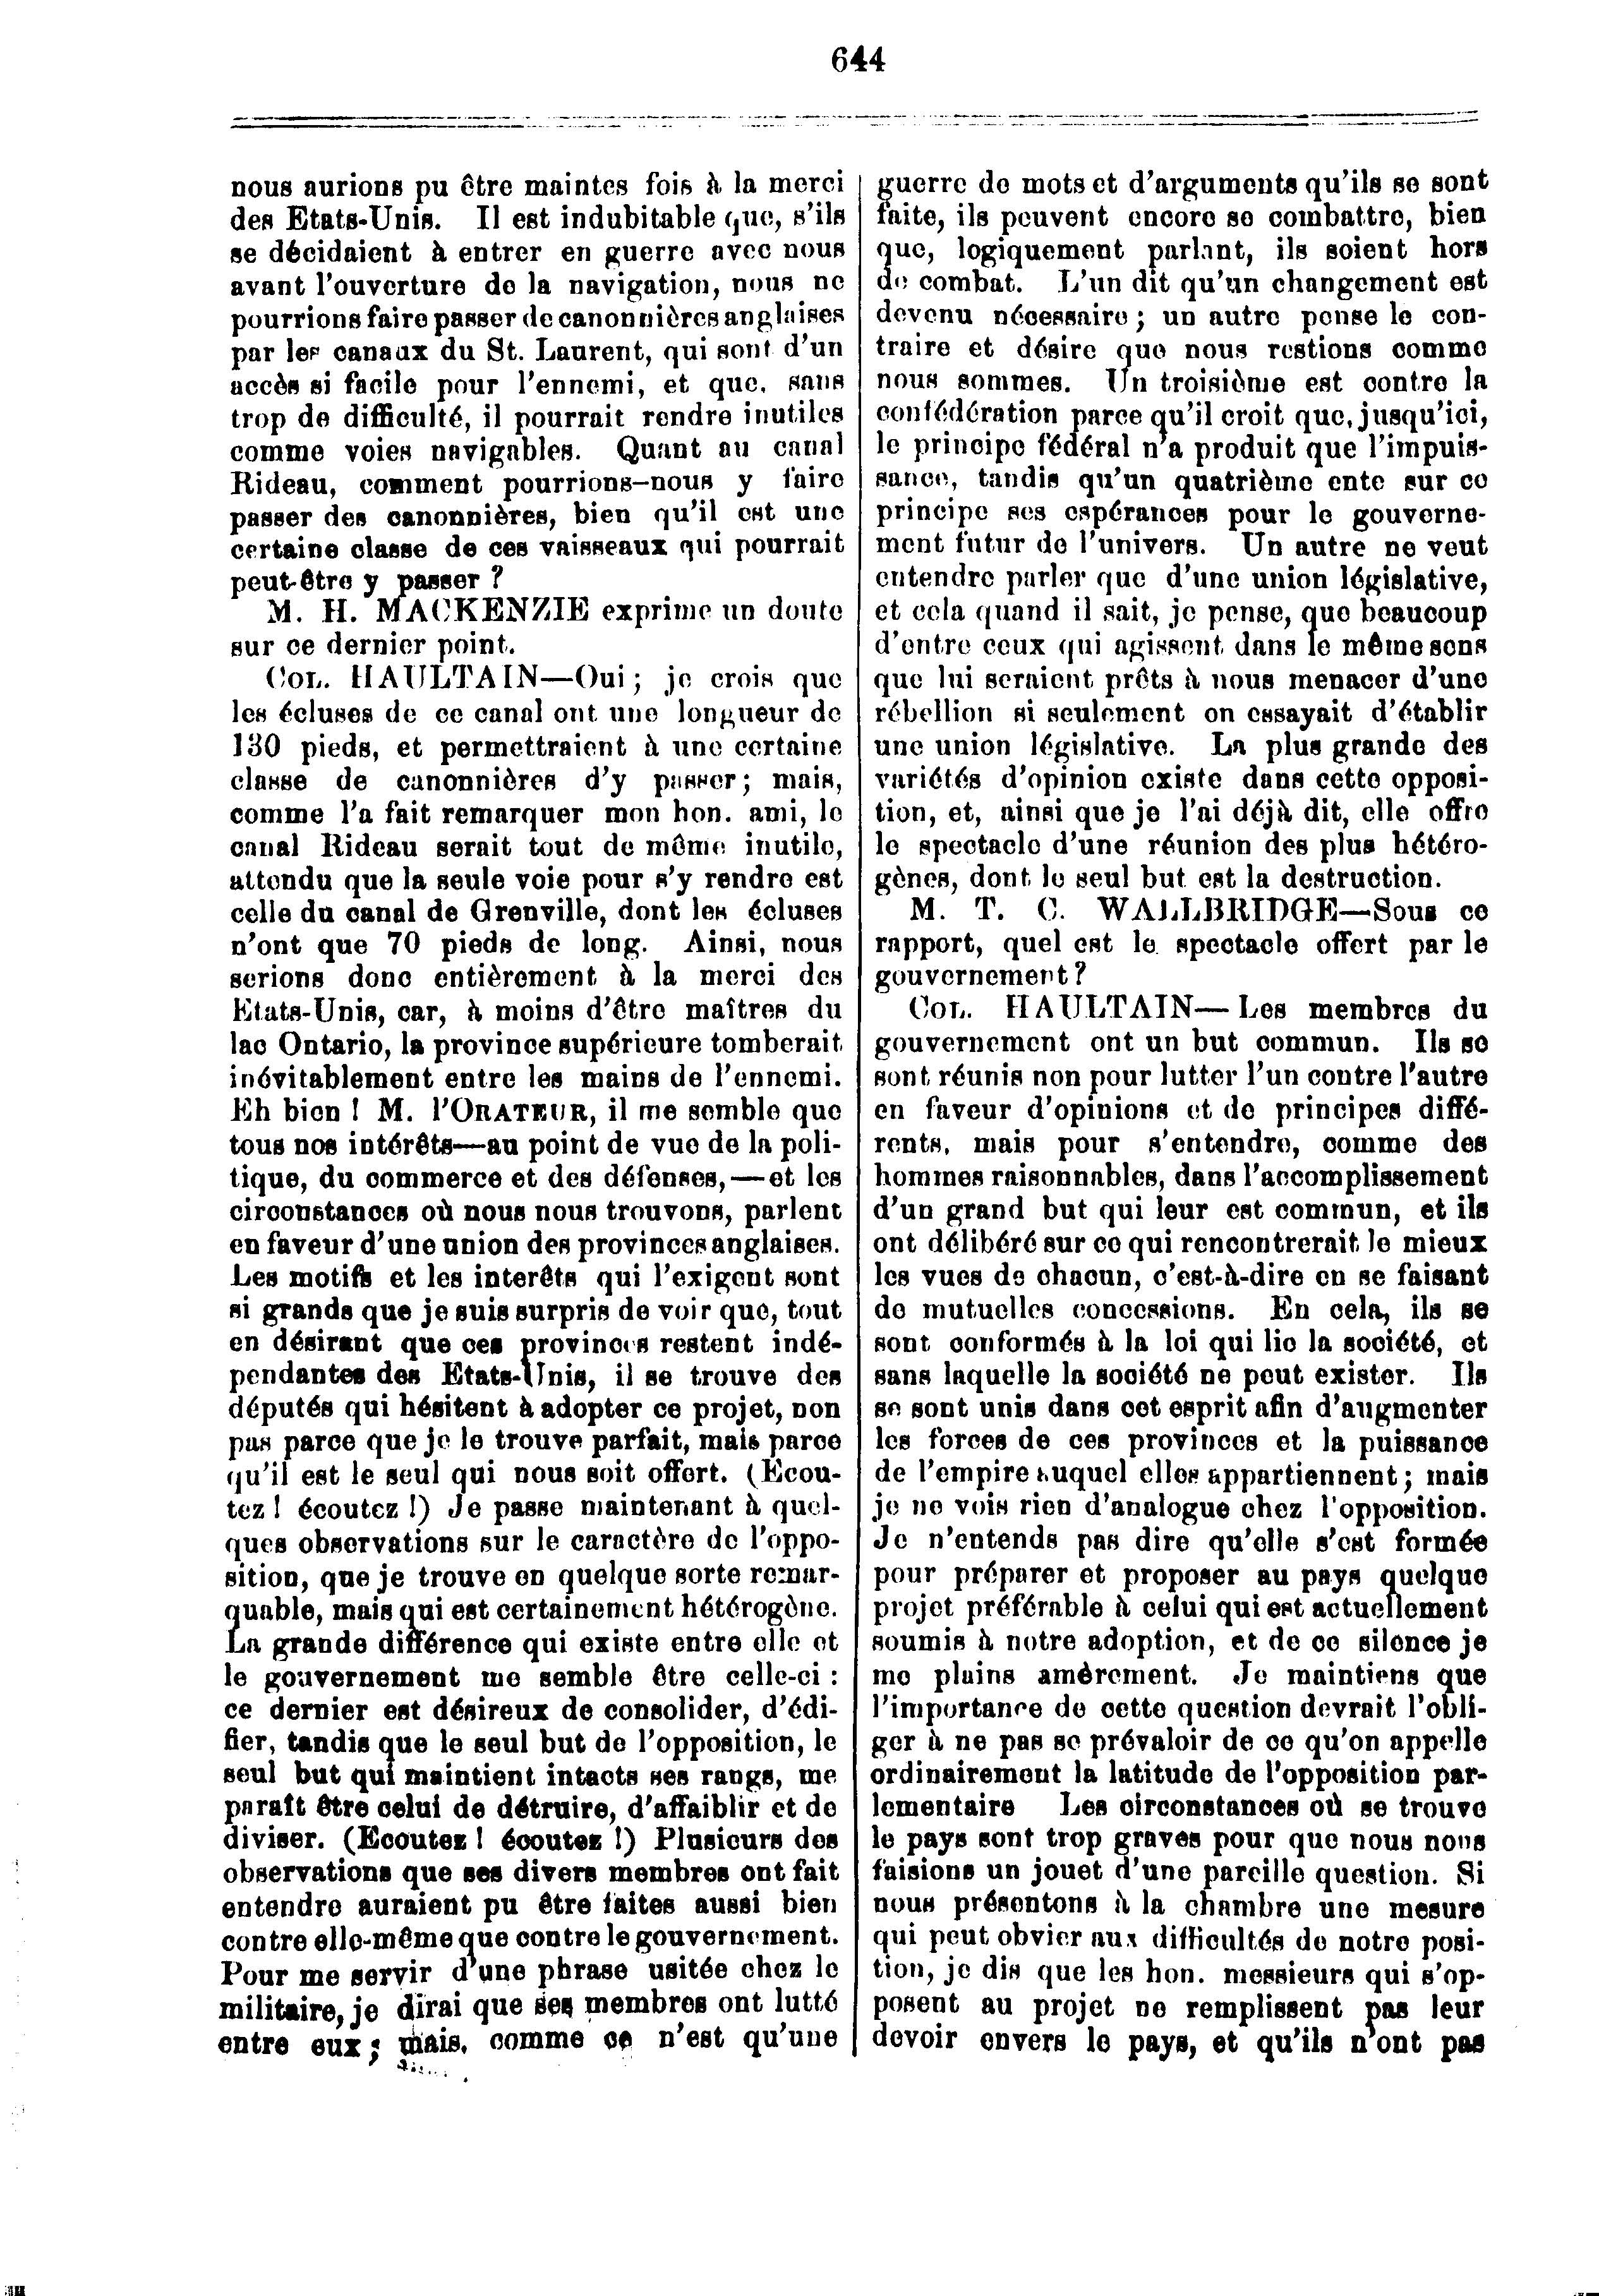 644
nous aurions pu être maintes fois à la merci
des Etats-Unis. Il est indubitable que, s'ils
se décidaient à entrer en guerre avec nous
avant l'ouverture de la navigation, nous ne
pourrions faire passer de canonnières anglaises
par les canaux du St. Laurent, qui sont d'un
accès si facile pour l'ennemi, et que, sans
trop de difficulté, il pourrait rendre inutiles
comme voies navigables. Quant au canal
Rideau, comment pourrions-nous y faire
passer des canonnières, bien qu'il est une
certaine classe de ces vaisseaux qui pourrait
peut-être y passer ?
M. H. MACKENZIE exprime un doute
sur ce dernier point.
COL. HAULTAIN—Oui ; je crois que
les écluses de ce canal ont une longueur de
130 pieds, et permettraient à une certaine
classe de canonnières d'y passer ; mais,
comme l'a fait remarquer mon hon. ami, le
canal Rideau serait tout de même inutile,
attendu que la seule voie pour s'y rendre est
celle du canal de Grenville, dont les écluses
n'ont que 70 pieds de long. Ainsi, nous
serions donc entièrement à la merci des
Etats-Unis, car, à moins d'être maîtres du
lac Ontario, la province supérieure tomberait
inévitablement entre les mains de l'ennemi.
Eh bien ! M. l'ORATEUR, il me semble que
tous nos intérêts—au point de vue de la poli-
tique, du commerce et des défenses,—et les
circonstances où nous nous trouvons, parlent
en faveur d'une union des provinces anglaises.
Les motifs et les interêts qui l'exigent sont
si grands que je suis surpris de voir que, tout
en désirant que ces provinces restent indé-
pendantes des Etats-Unis, il se trouve des
députés qui hésitent à adopter ce projet, non
pas parce que je le trouve parfait, mais parce
qu'il est le seul qui nous soit offert. (Ecou-
tez ! écoutez !) Je passe maintenant à quel-
ques observations sur le caractère de l'oppo-
sition, que je trouve en quelque sorte remar-
quable, mais qui est certainement hétérogène.
La grande différence qui existe entre elle et
le gouvernement me semble être celle-ci :
ce dernier est désireux de consolider, d'édi-
fier, tandis que le seul but de l'opposition, le
seul but qui maintient intacts ses rangs, me
paraît être celui de détruire, d'affaiblir et de
diviser. (Ecoutez ! écoutez !) Plusieurs des
observations que ses divers membres ont fait
entendre auraient pu être faites aussi bien
contre elle-même que contre le gouvernement.
Pour me servir d'une phrase usitée chez le
militaire, je dirai que ses membres ont lutté
entre eux ; mais, comme ce n'est qu'une
guerre de mots et d'arguments qu'ils se sont
faite, ils peuvent encore se combattre, bien
que, logiquement parlant, ils soient hors
de combat. L'un dit qu'un changement est
devenu nécessaire ; un autre pense le con-
traire et désire que nous restions comme
nous sommes. Un troisième est contre la
confédération parce qu'il croit que, jusqu'ici,
le principe fédéral n'a produit que l'impuis-
sance, tandis qu'un quatrième ente sur ce
principe ses espérances pour le gouverne-
ment futur de l'univers. Un autre ne veut
entendre parler que d'une union législative,
et cela quand il sait, je pense, que beaucoup
d'entre ceux qui agissent dans le même sens
que lui seraient prêts à nous menacer d'une
rébellion si seulement on essayait d'établir
une union législative. La plus grande des
variétés d'opinion existe dans cette opposi-
tion, et, ainsi que je l'ai déjà dit, elle offre
le spectacle d'une réunion des plus hétéro-
gènes, dont le seul but est la destruction.
M. T. C. WALLBRIDGE—Sous ce
rapport, quel est le spectacle offert par le
gouvernement ?
COL. HAULTAIN— Les membres du
gouvernement ont un but commun. Ils se
sont réunis non pour lutter l'un contre l'autre
en faveur d'opinions et de principes diffé-
rents, mais pour s'entendre, comme des
hommes raisonnables, dans l'accomplissement
d'un grand but qui leur est commun, et ils
ont délibéré sur ce qui rencontrerait le mieux
les vues de chacun, c'est-à-dire en se faisant
de mutuelles concessions. En cela, ils se
sont conformés à la loi qui lie la société, et
sans laquelle la société ne peut exister. Ils
se sont unis dans cet esprit afin d'augmenter
les forces de ces provinces et la puissance
de l'empire auquel elles appartiennent ; mais
je ne vois rien d'analogue chez l'opposition.
Je n'entends pas dire qu'elle s'est formée
pour préparer et proposer au pays quelque
projet préférable à celui qui est actuellement
soumis à notre adoption, et de ce silence je
me plains amèrement. Je maintiens que
l'importance de cette question devrait l'obli-
ger à ne pas se prévaloir de ce qu'on appelle
ordinairement la latitude de l'opposition par-
lementaire Les circonstances où se trouve
le pays sont trop graves pour que nous nous
faisions un jouet d'une pareille question. Si
nous présentons à la chambre une mesure
qui peut obvier aux difficultés de notre posi-
tion, je dis que les hon. messieurs qui s'op-
posent au projet ne remplissent pas leur
devoir envers le pays, et qu'ils n'ont pas